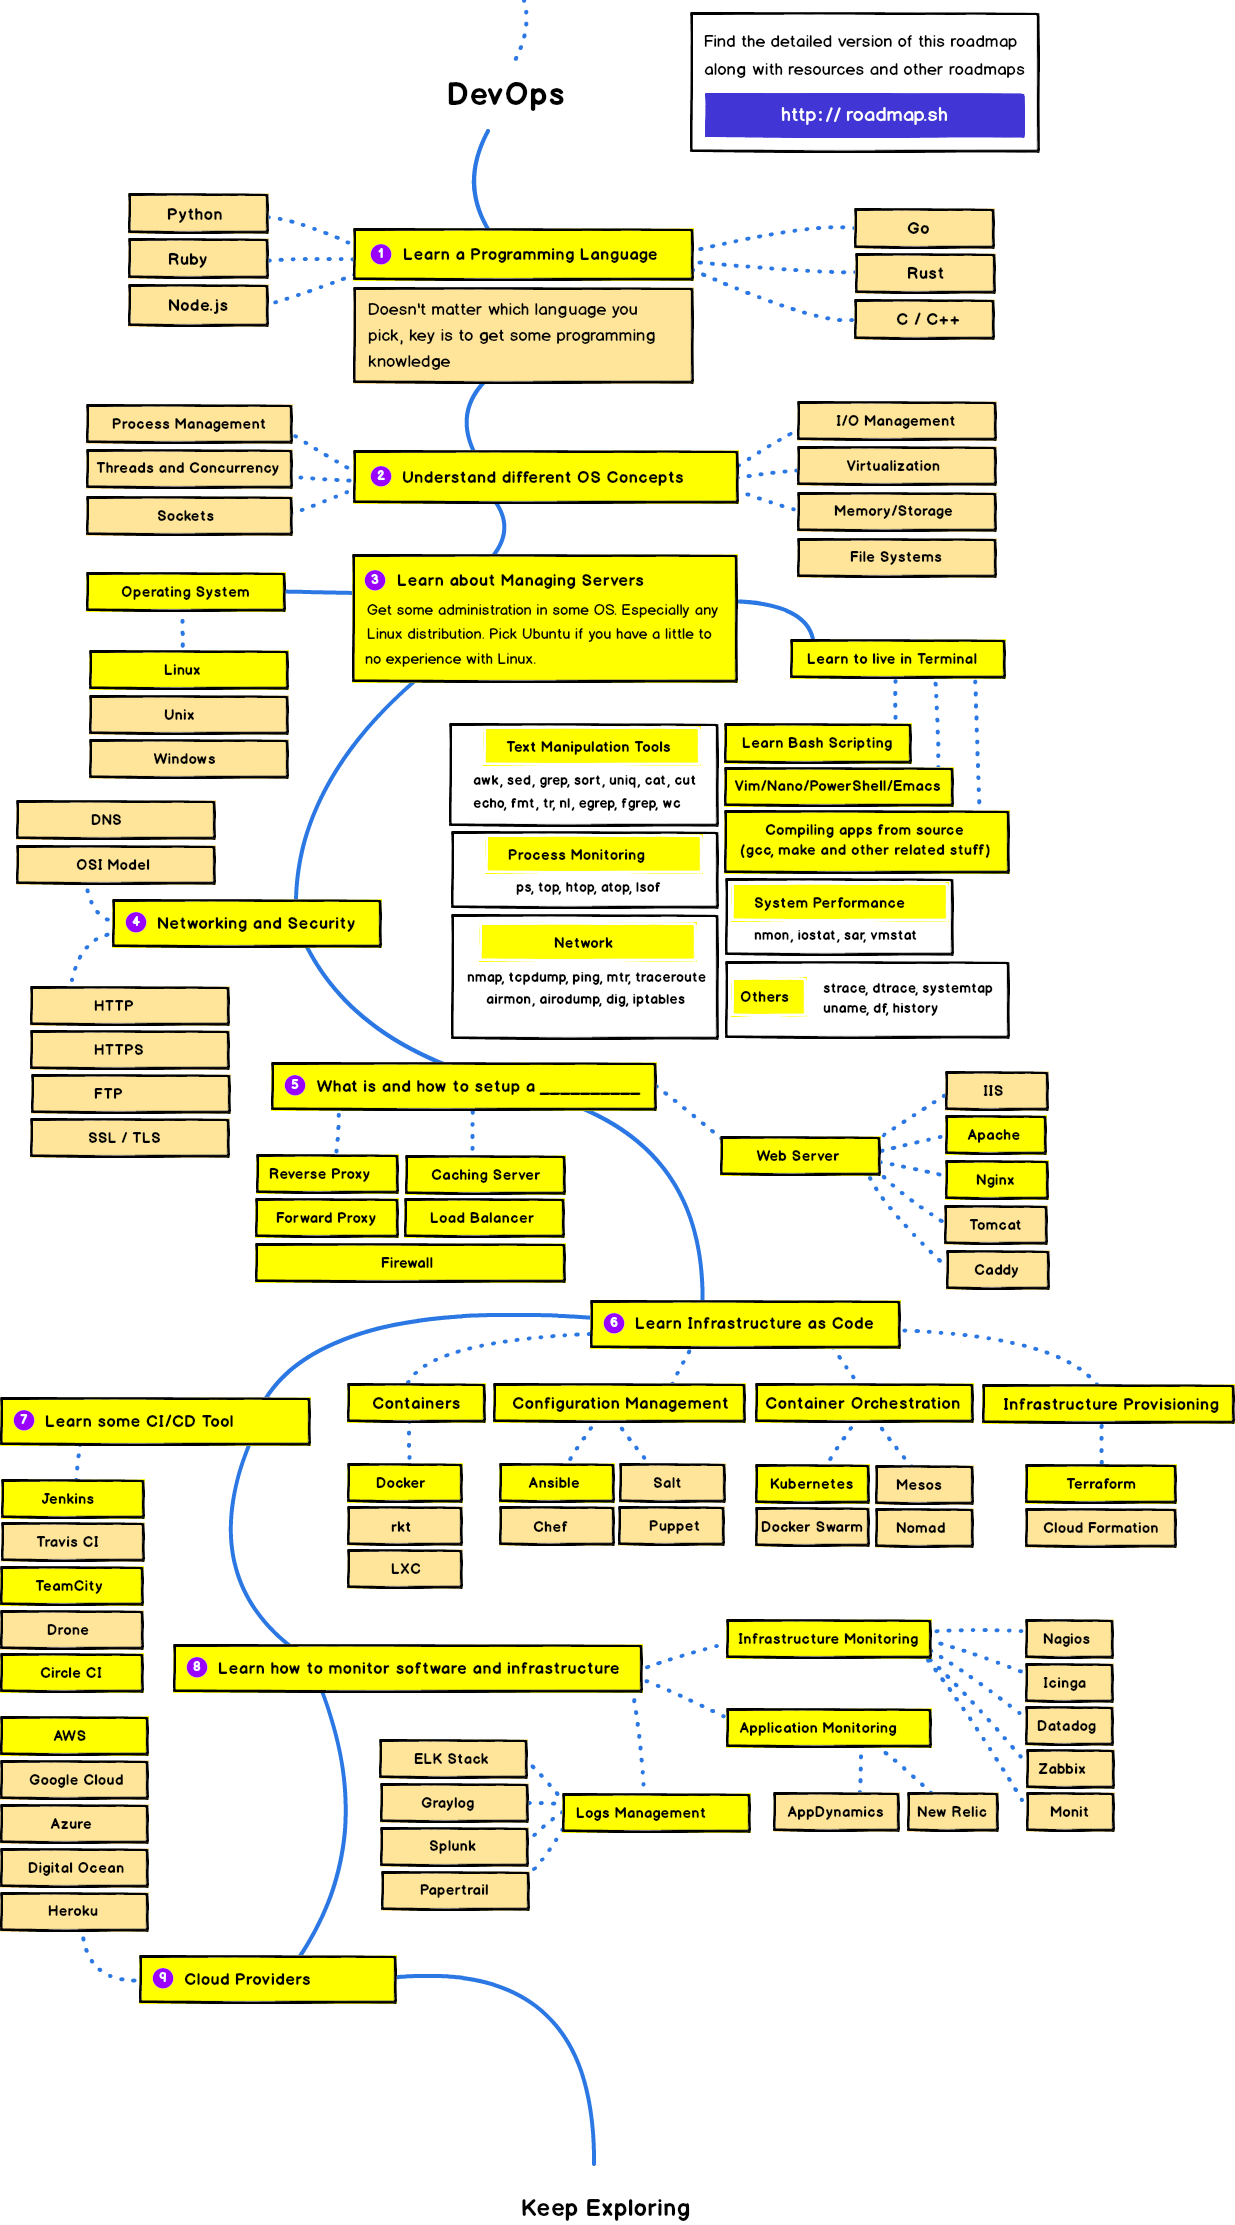 Find the detailed version of this roadmap
along with resources and other roadmaps
http: // roadmap.sh
DevOps
Python
Ruby
Node.js
1 Learn a Programming Language
Doesn't matter which language you
pick, key is to get some programming
knowledge
Go
Rust
C / C++
Process Management
Threads and Concurrency
Sockets
2 Understand different OS Concepts
I/O Management
Virtualization
Memory/Storage
File Systems
3 Learn about Managing Servers
Get some administration in some OS. Especially any
Linux distribution. Pick Ubuntu if you have a little to
no experience with Linux.
Operating System
Linux
Unix
Windows
Learn to live in Terminal
Text Manipulation Tools
awk, sed, grep, sort, uniq, cat, cut
echo, fmt, tr, nl, egrep, fgrep, wc
Process Monitoring
ps, top, htop, atop, lsof
Network
nmap, tcpdump, ping, mtr, traceroute
airmon, airodump, dig, iptables
Learn Bash Scripting
Vim/Nano/PowerShell/Emacs
Compiling apps from source
(gcc, make and other related stuff)
System Performance
nmon, iostat, sar, vmstat
Others
strace, dtrace, systemtap
uname, df, history
DNS
OSI Model
4 Networking and Security
HTTP
HTTPS
FTP
SSL / TLS
5 What is and how to setup a ___________
Reverse Proxy
Caching Server
Forward Proxy
Load Balancer
Firewall
Web Server
IIS
Apache
Nginx
Tomcat
Caddy
6 Learn Infrastructure as Code
Containers
Docker
rkt
LXC
Configuration Management
Ansible
Salt
Chef
Puppet
Container Orchestration
Kubernetes
Mesos
Docker Swarm
Nomad
Infrastructure Provisioning
Terraform
Cloud Formation
7 Learn some CI/CD Tool
Jenkins
Travis CI
TeamCity
Drone
Circle CI
8 Learn how to monitor software and infrastructure
Infrastructure Monitoring
Nagios
Icinga
Datadog
Zabbix
Monit
Application Monitoring
AppDynamics
New Relic
Logs Management
ELK Stack
Graylog
Splunk
Papertrail
AWS
Google Cloud
Azure
Digital Ocean
Heroku
9 Cloud Providers
Keep Exploring